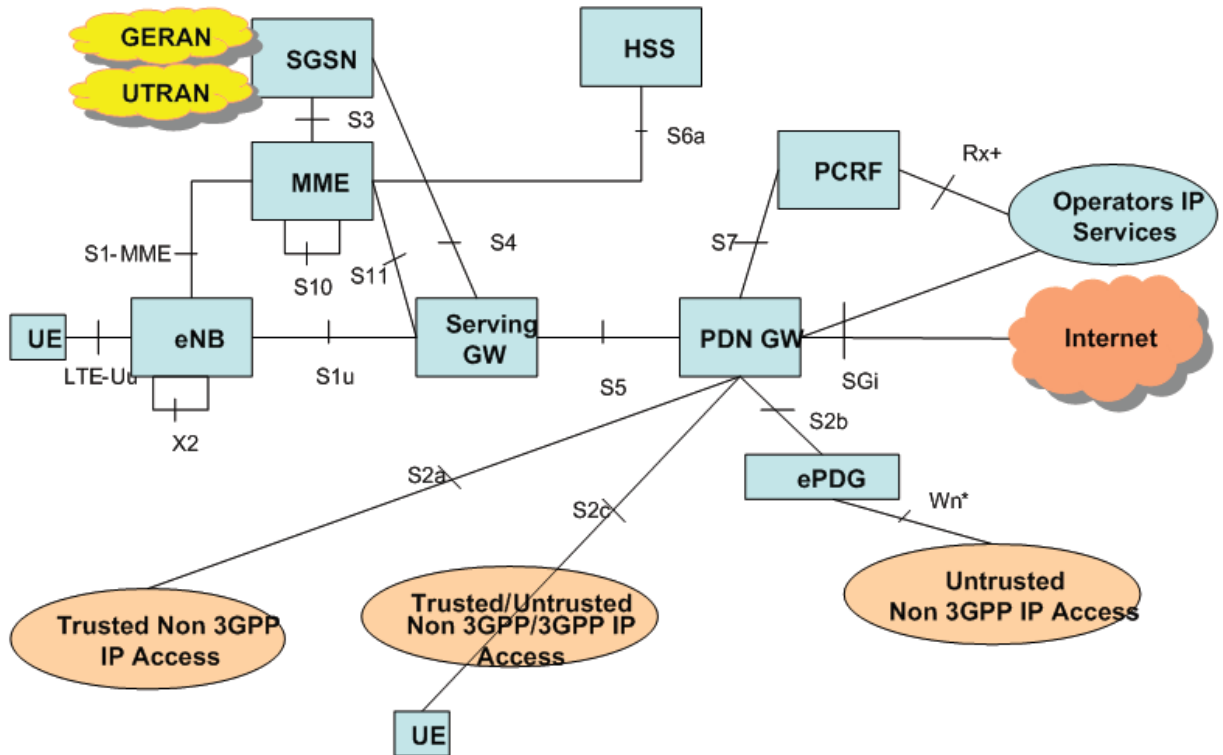 GERAN
UTRAN
SGSN
HSS
S3
S6a
MME
PCRF
Rx+
Operators IP
Services
S1-MME
S10
S11
S4
S7
UE
LTE-Uu
eNB
S1u
Serving
GW
S5
PDN GW
SGi
Internet
X2
S2a
S2c
S2b
ePDG
Wn*
Trusted Non 3GPP
IP Access
Trusted/Untrusted
Non 3GPP/3GPP IP
Access
Untrusted
Non 3GPP IP Access
UE